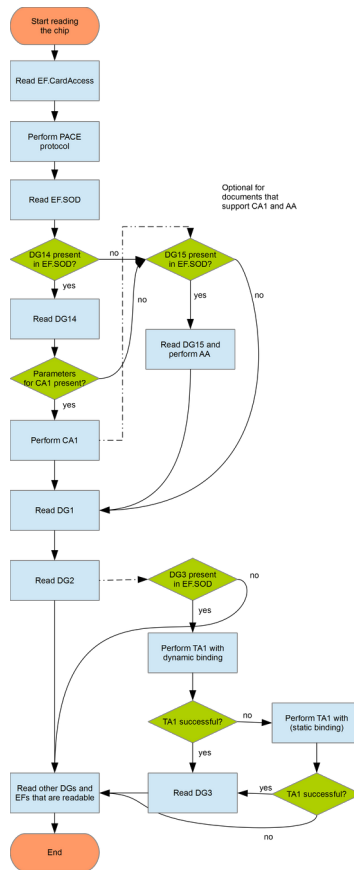 Start reading
the chip
Read EF.CardAccess
Perform PACE
protocol
Read EF.SOD
Optional for
documents that
support CA1 and AA
DG14 present
in EF.SOD?
no
DG15 present
in EF.SOD?
yes
no
yes
no
Read DG14
Read DG15 and
perform AA
Parameters
for CA1 present?
yes
Perform CA1
Read DG1
Read DG2
DG3 present
in EF.SOD
no
yes
Perform TA1 with
dynamic binding
TA1 successful?
no
Perform TA1 with
(static binding)
yes
Read other DGs and
EFs that are readable
Read DG3
yes
TA1 successful?
no
End